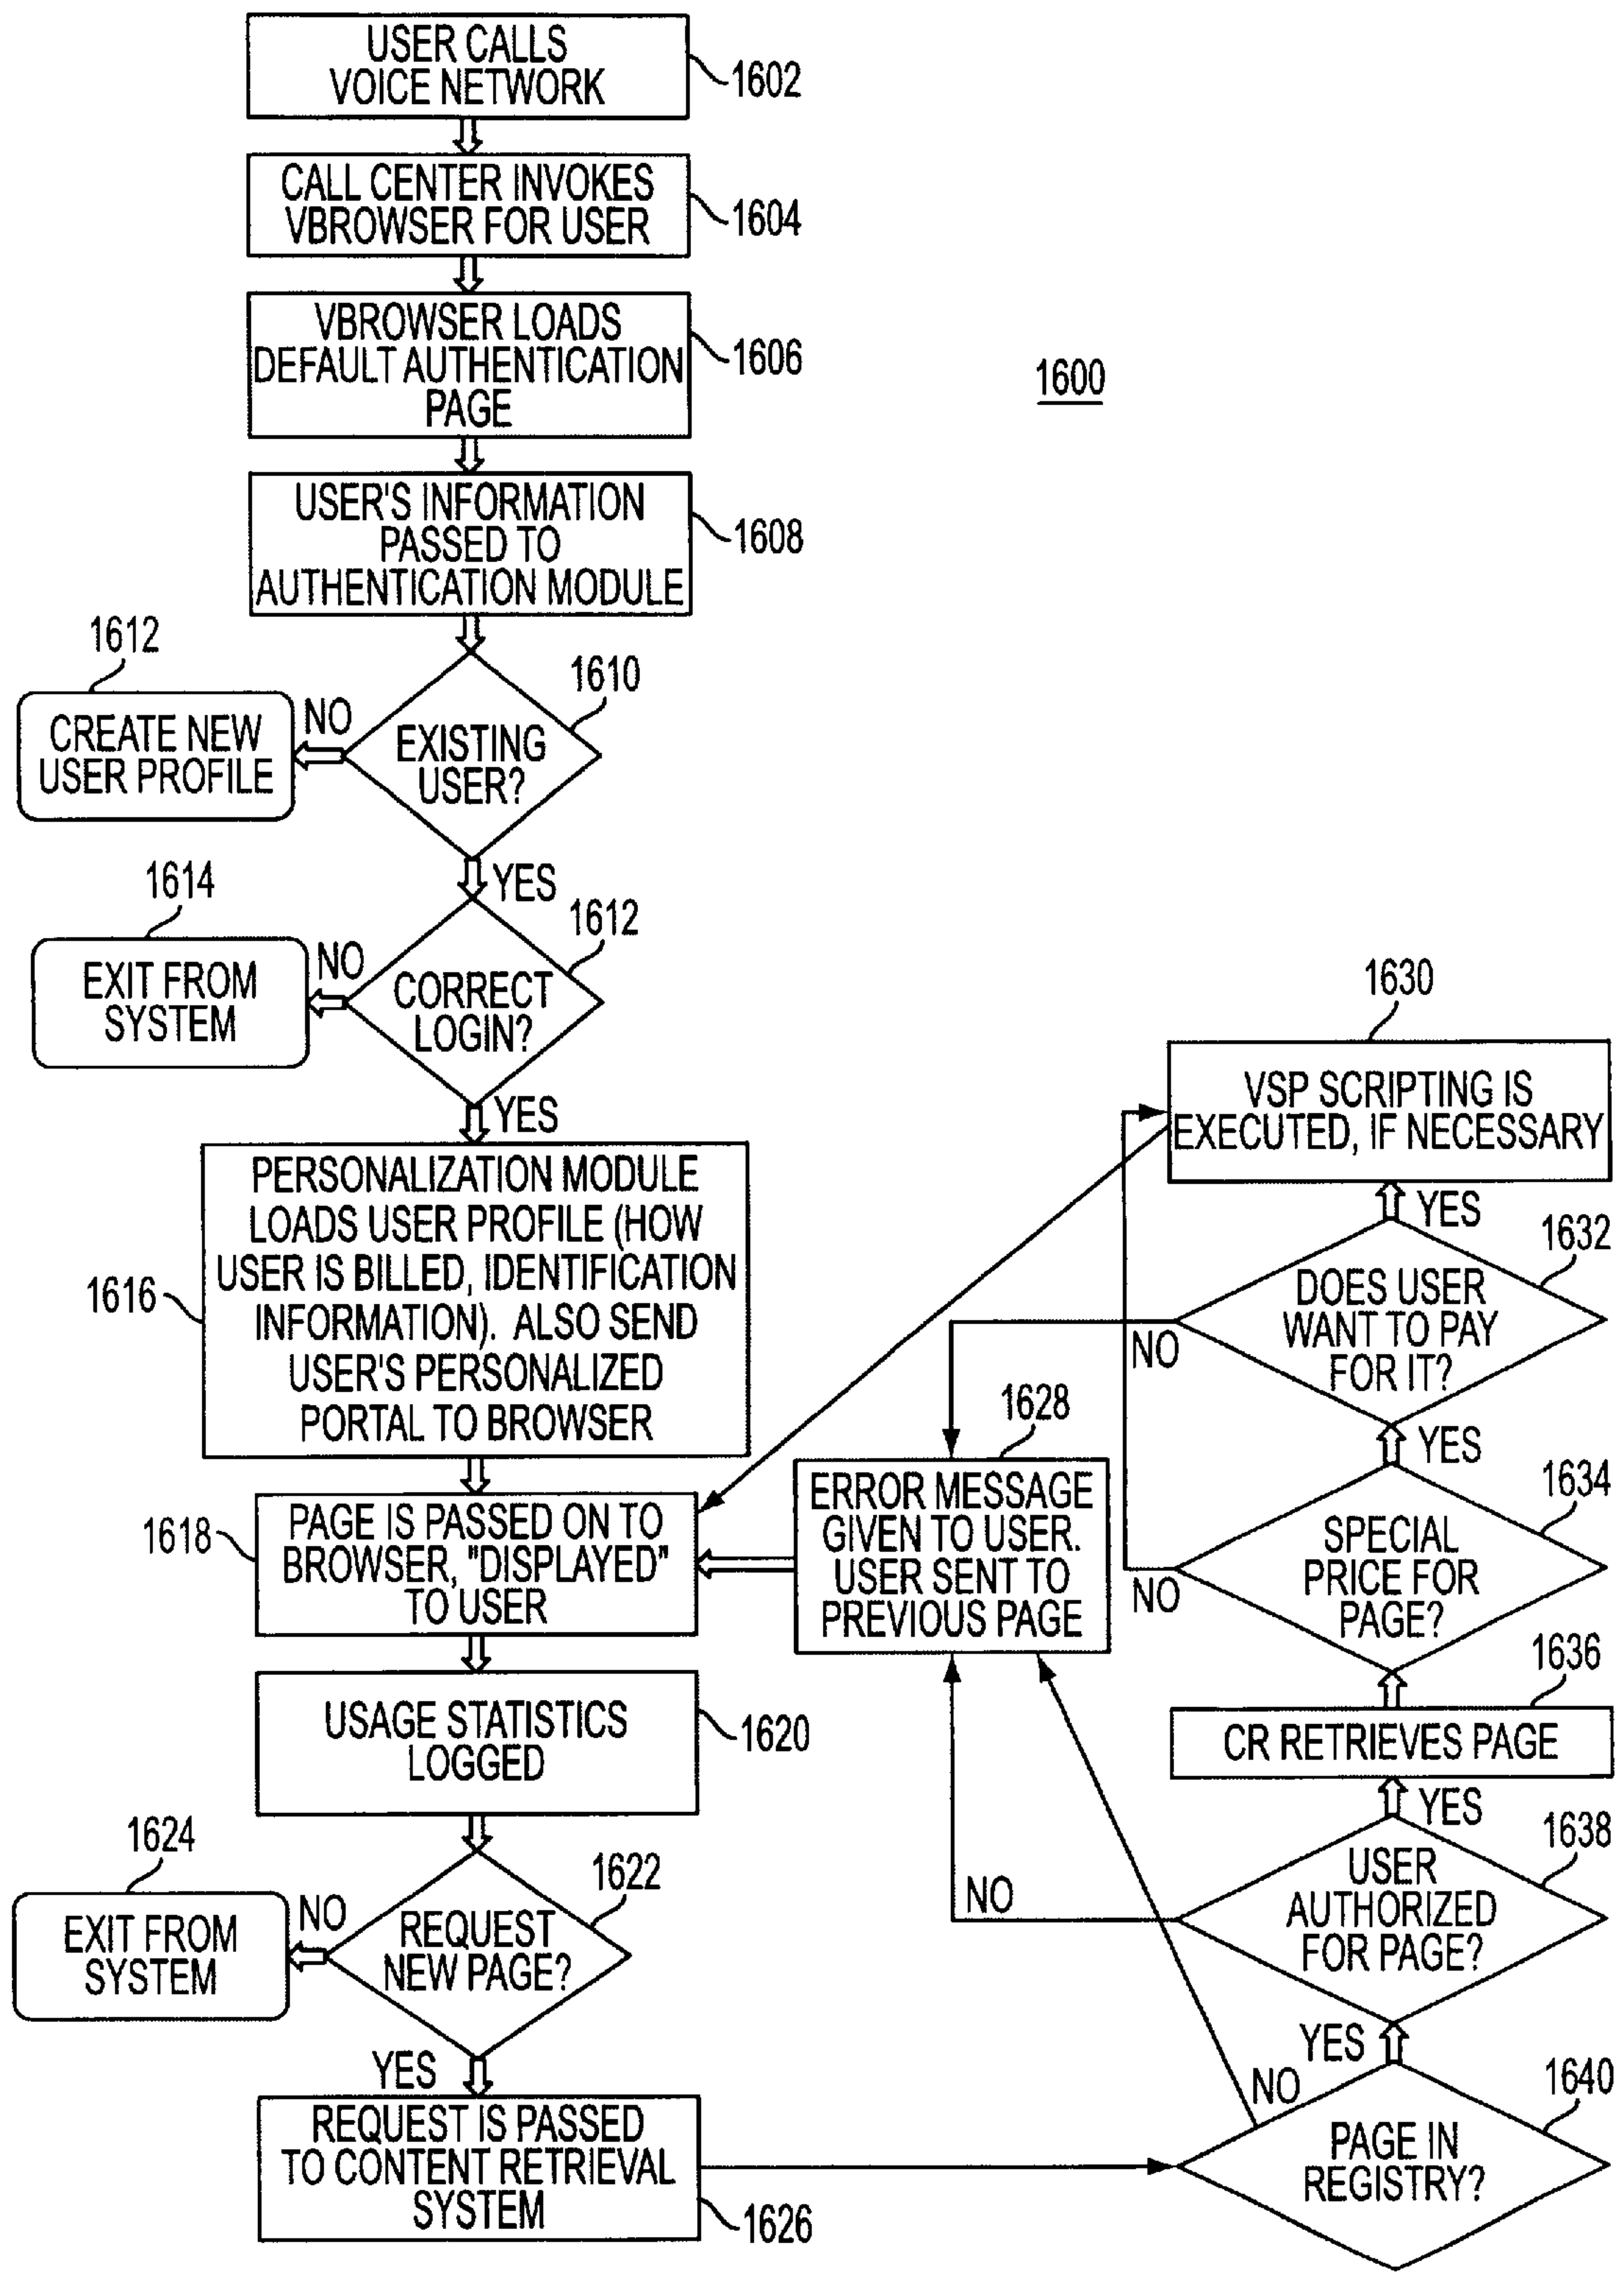 USER CALLS
VOICE NETWORK
1602
CALL CENTER INVOKES
VBROWSER FOR USER
1604
VBROWSER LOADS
DEFAULT AUTHENTICATION
PAGE
1606
1600
USER'S INFORMATION
PASSED TO
AUTHENTICATION MODULE
1608
1612
CREATE NEW
USER PROFILE
NO
1610
EXISTING
USER?
YES
1614
EXIT FROM
SYSTEM
NO
1612
CORRECT
LOGIN?
YES
PERSONALIZATION MODULE
LOADS USER PROFILE (HOW
USER IS BILLED, IDENTIFICATION
INFORMATION). ALSO SEND
USER'S PERSONALIZED
PORTAL TO BROWSER
1616
PAGE IS PASSED ON TO
BROWSER, "DISPLAYED"
TO USER
1618
USAGE STATISTICS
LOGGED
1620
1624
EXIT FROM
SYSTEM
NO
1622
REQUEST
NEW PAGE?
YES
REQUEST IS PASSED
TO CONTENT RETRIEVAL
SYSTEM
1626
1630
VSP SCRIPTING IS
EXECUTED, IF NECESSARY
YES
1632
DOES USER
WANT TO PAY
FOR IT?
NO
1628
ERROR MESSAGE
GIVEN TO USER.
USER SENT TO
PREVIOUS PAGE
YES
1634
SPECIAL
PRICE FOR
PAGE?
NO
1636
CR RETRIEVES PAGE
YES
1638
USER
AUTHORIZED
FOR PAGE?
NO
YES
NO
1640
PAGE IN
REGISTRY?